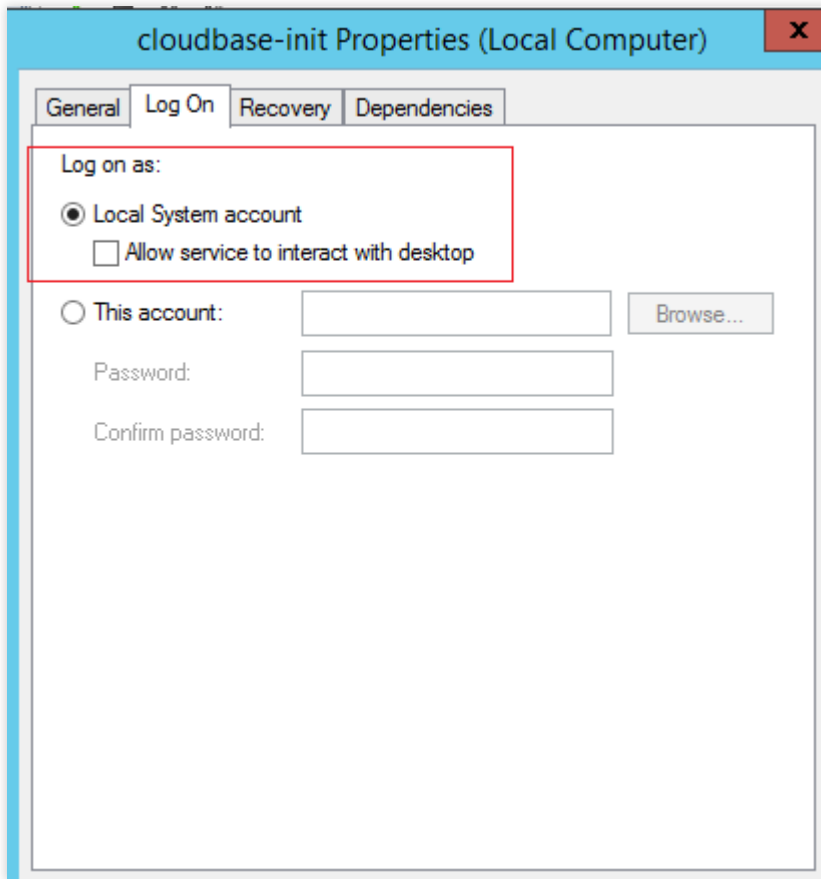 cloudbase-init Properties (Local Computer)
x
General Log On Recovery Dependencies
Log on as:
Local System account
Allow service to interact with desktop
This account:
Browse...
Password:
Confirm password: